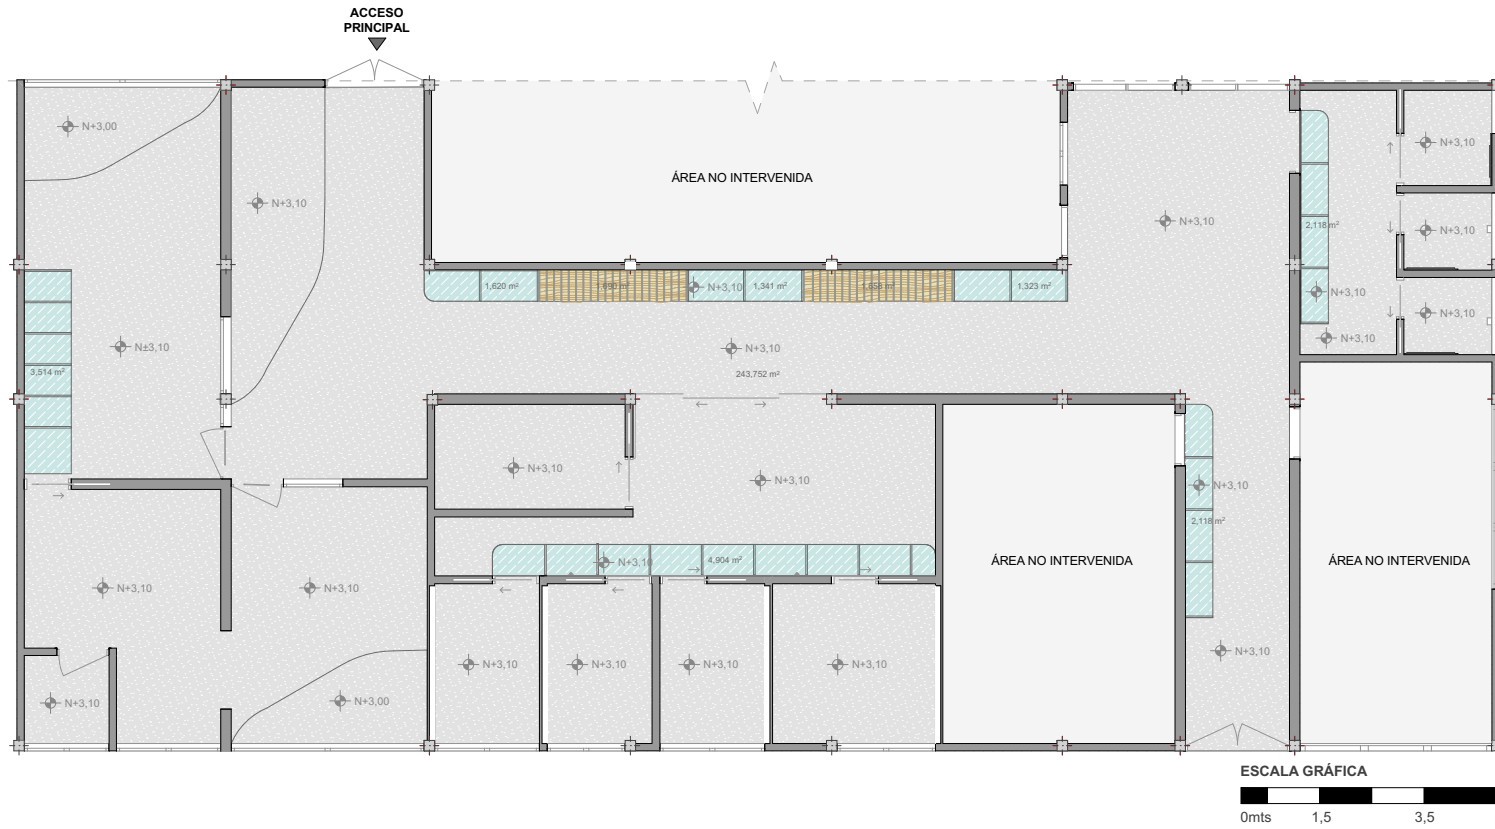 ACCESO
PRINCIPAL
N+3,00
N+3,10
N+3,10
ÁREA NO INTERVENIDA
N+3,10
N+3,10
2,118 m²
N+3,10
1,620 m²
N+3,10
1,341 m²
1,323 m²
N+3,10
N+3,10
N+3,10
N±3,10
N+3,10
3,514 m²
243,752 m²
N+3,10
N+3,10
N+3,10
2,118 m²
N+3,10
4,904 m²
ÁREA NO INTERVENIDA
ÁREA NO INTERVENIDA
N+3,10
N+3,10
N+3,10
N+3,10
N+3,10
N+3,10
N+3,10
N+3,10
N+3,00
ESCALA GRÁFICA
0mts 1,5 3,5